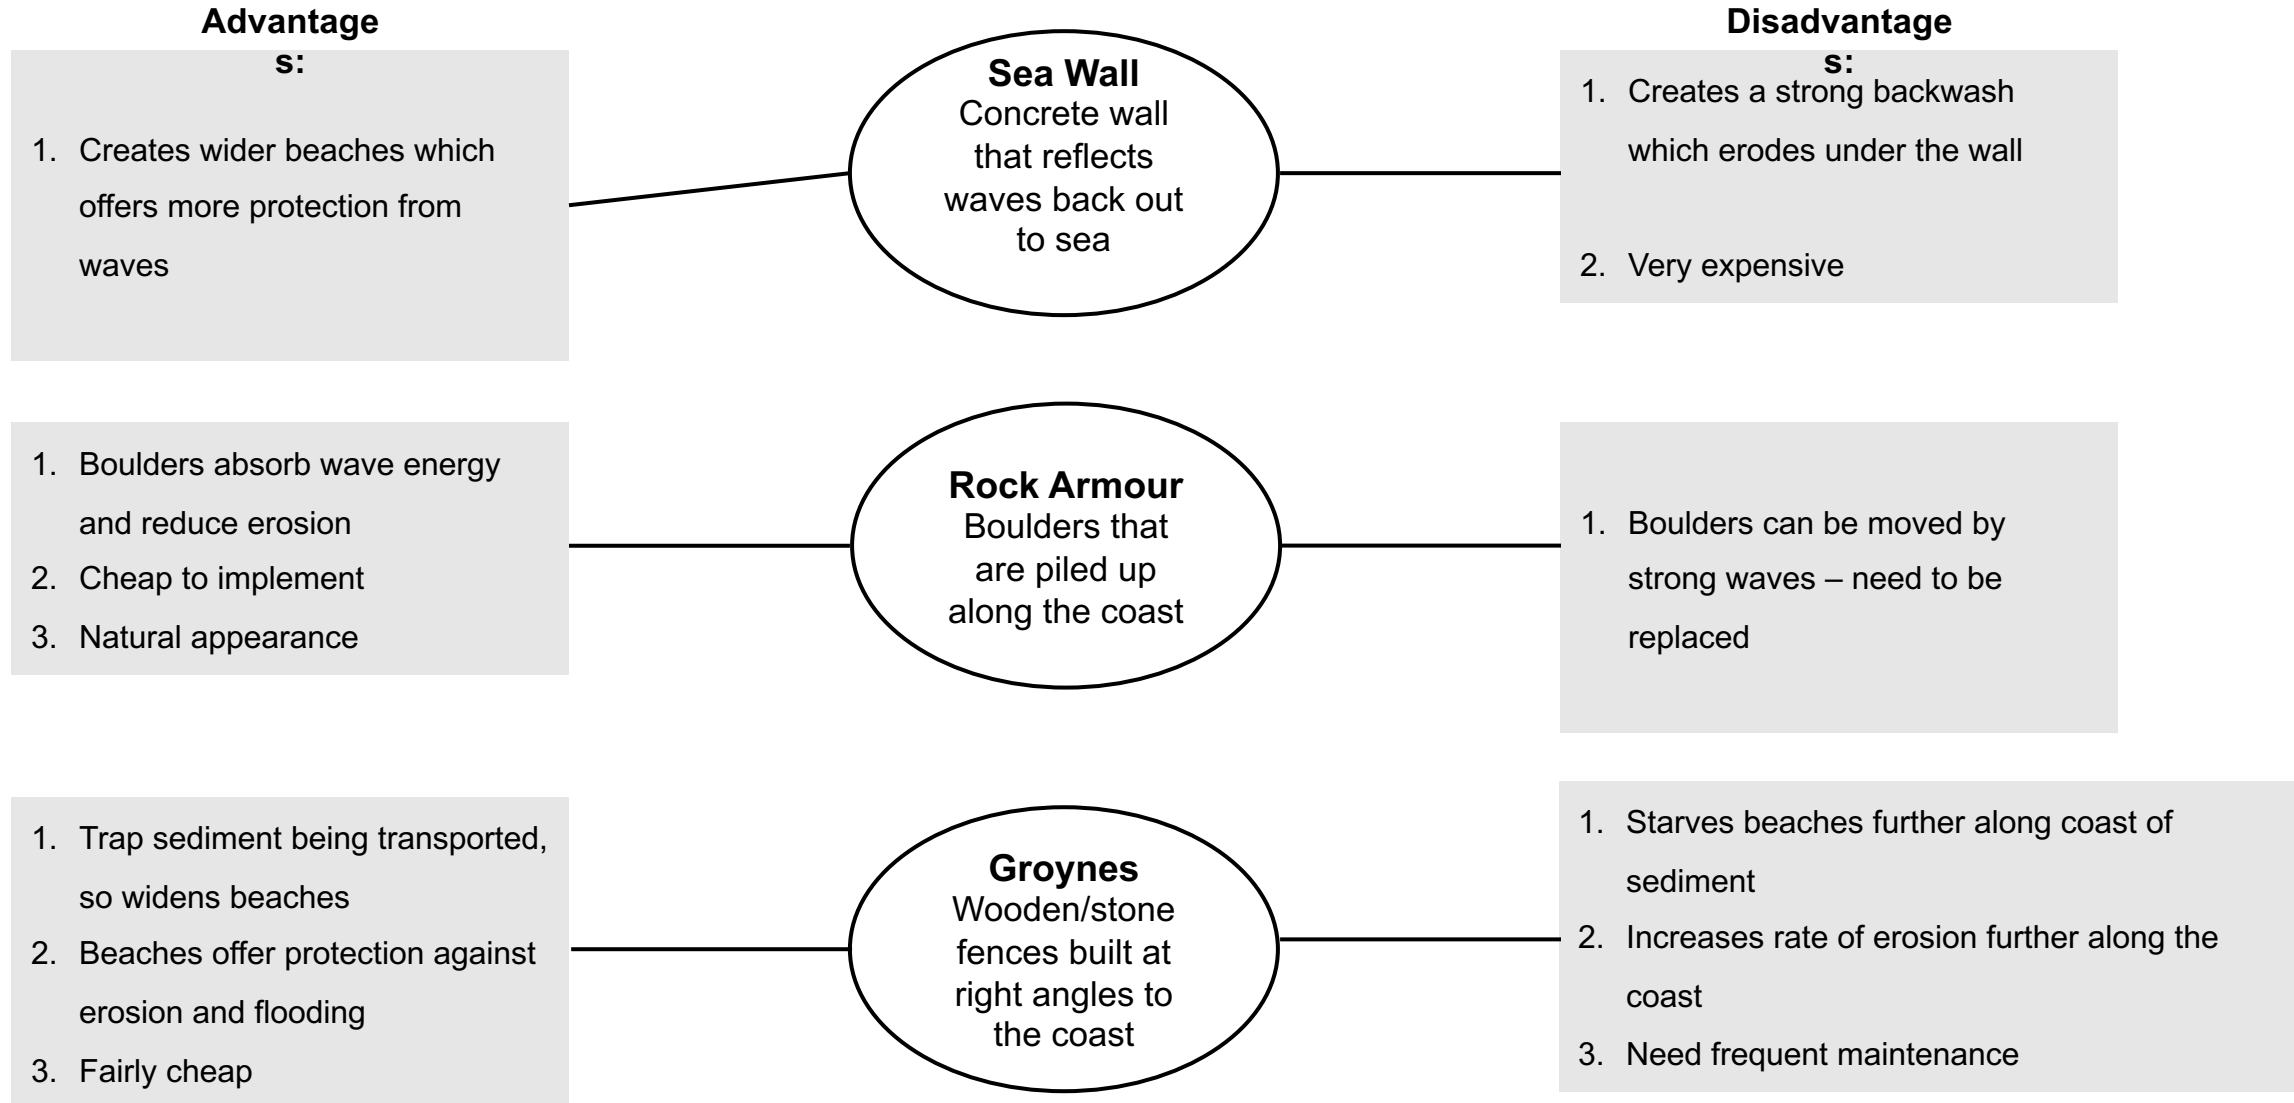 Advantage
s:
1. Creates wider beaches which
offers more protection from
waves
Sea Wall
Concrete wall
that reflects
waves back out
to sea
Disadvantage
s:
1. Creates a strong backwash
which erodes under the wall
2. Very expensive
1. Boulders absorb wave energy
and reduce erosion
2. Cheap to implement
3. Natural appearance
Rock Armour
Boulders that
are piled up
along the coast
1. Boulders can be moved by
strong waves – need to be
replaced
1. Trap sediment being transported,
so widens beaches
2. Beaches offer protection against
erosion and flooding
3. Fairly cheap
Groynes
Wooden/stone
fences built at
right angles to
the coast
1. Starves beaches further along coast of
sediment
2. Increases rate of erosion further along the
coast
3. Need frequent maintenance